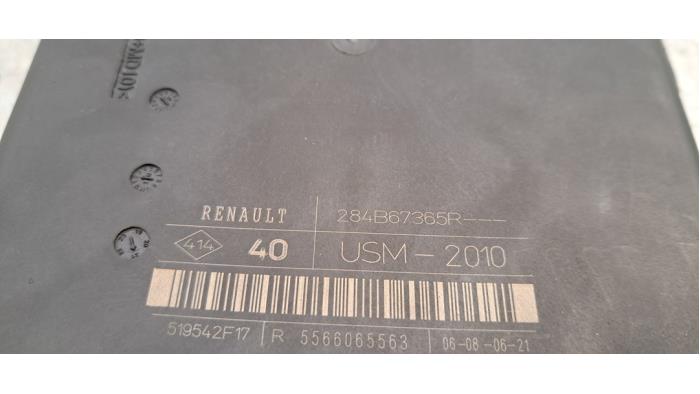 RENAULT 284B67365R---
414 40 USM - 2010
519542F17 R 5566065563 06-08-06-21